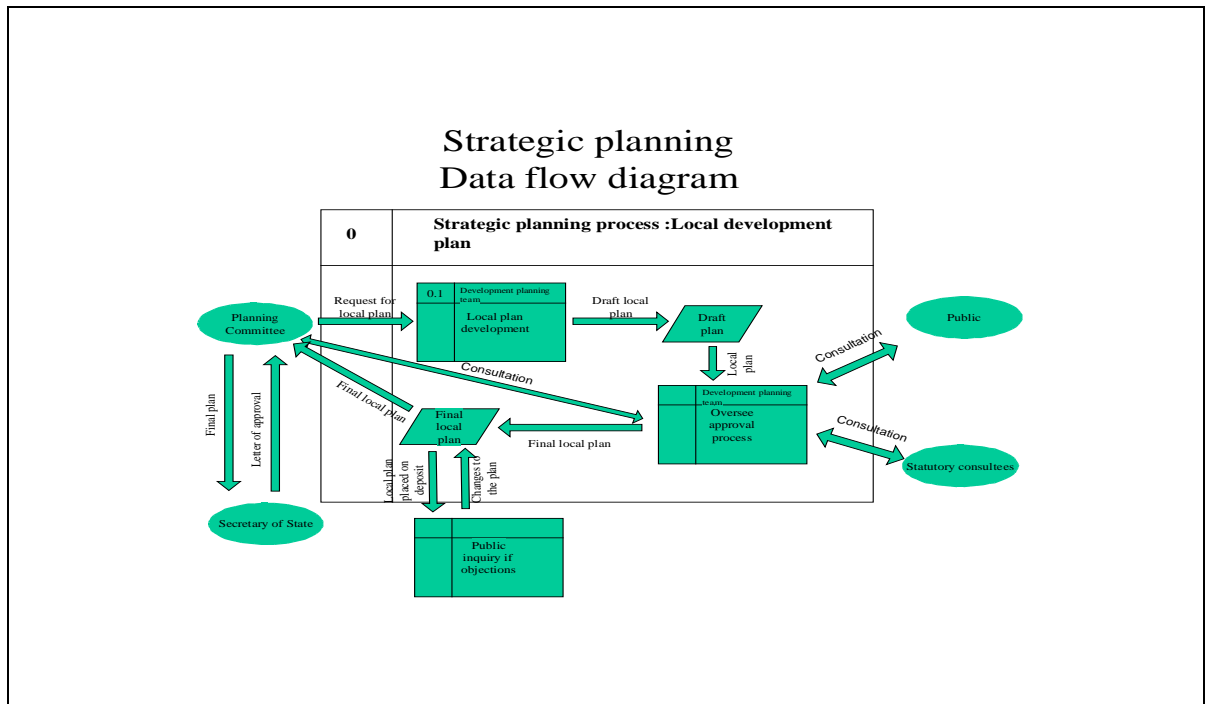 Strategic planning
Data flow diagram
0
Strategic planning process :Local development
plan
Planning
Committee
Request for
local plan
0.1
Development planning
team
Local plan
development
Draft local
plan
Draft
plan
Public
Consultation
Local
plan
Consultation
Final local plan
Development planning
team
Oversee
approval
process
Final
local
plan
Final local plan
Consultation
Statutory consultees
Final plan
Letter of approval
Local plan
placed on
deposit
Changes to
the plan
Secretary of State
Public
inquiry if
objections